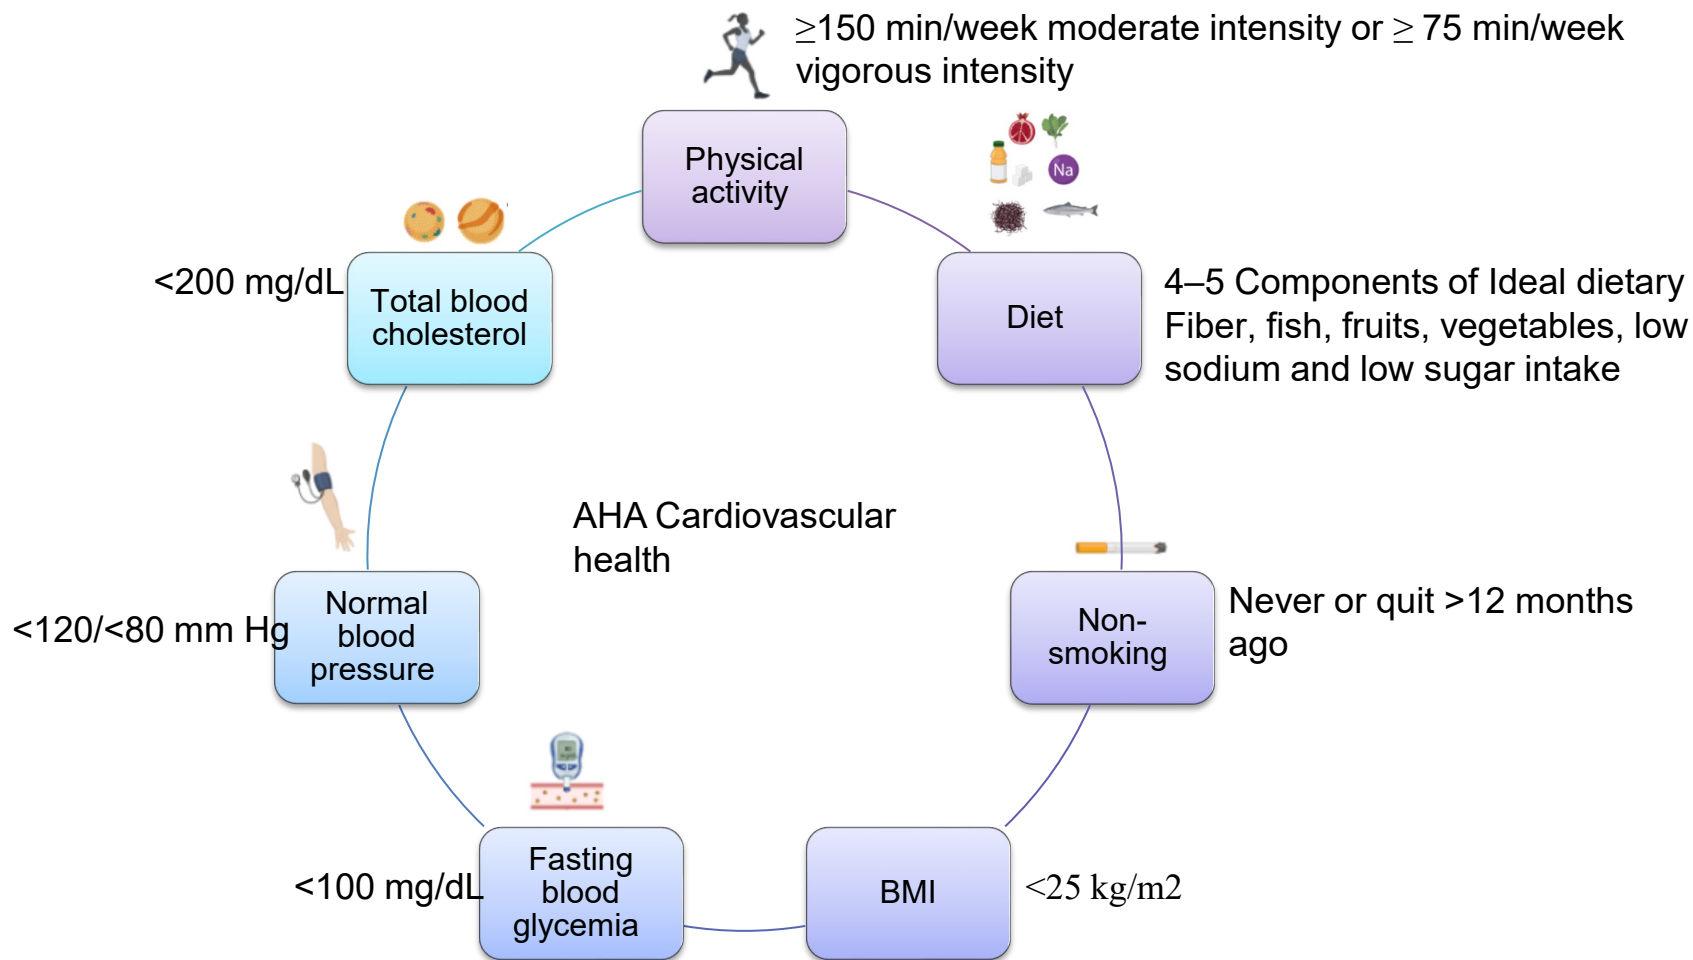 ≥150 min/week moderate intensity or ≥ 75 min/week
vigorous intensity
Physical
activity
Na
<200 mg/dL
Total blood
cholesterol
Diet
4–5 Components of Ideal dietary
Fiber, fish, fruits, vegetables, low
sodium and low sugar intake
AHA Cardiovascular
health
<120/<80 mm Hg
Normal
blood
pressure
Non-
smoking
Never or quit >12 months
ago
<100 mg/dL
Fasting
blood
glycemia
BMI
<25 kg/m2